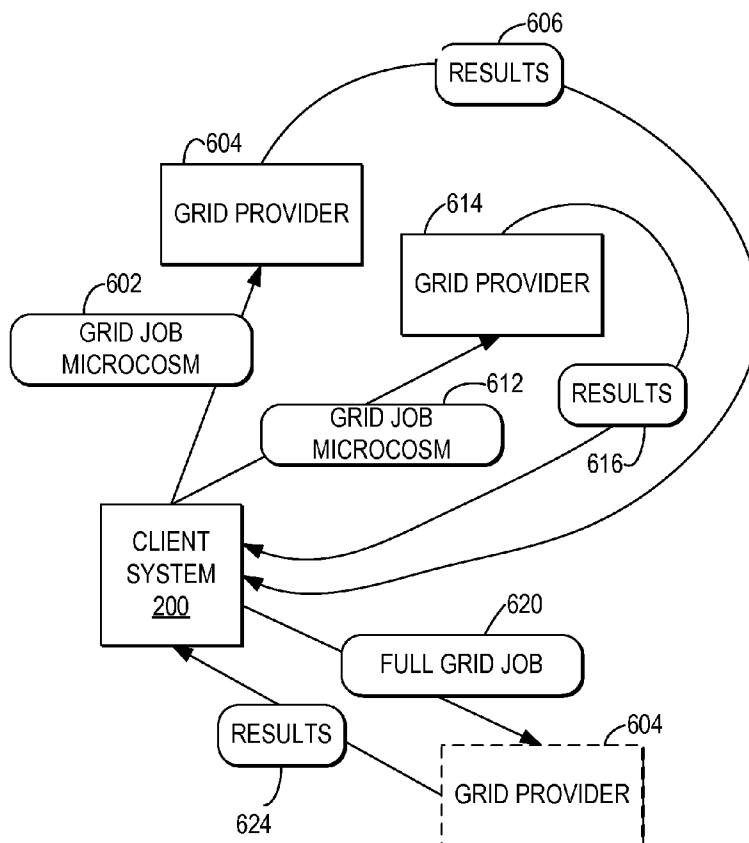 606
RESULTS
604
GRID PROVIDER
614
GRID PROVIDER
602
GRID JOB
MICROCOSM
612
GRID JOB
MICROCOSM
RESULTS
616
CLIENT
SYSTEM
200
620
FULL GRID JOB
RESULTS
624
604
GRID PROVIDER